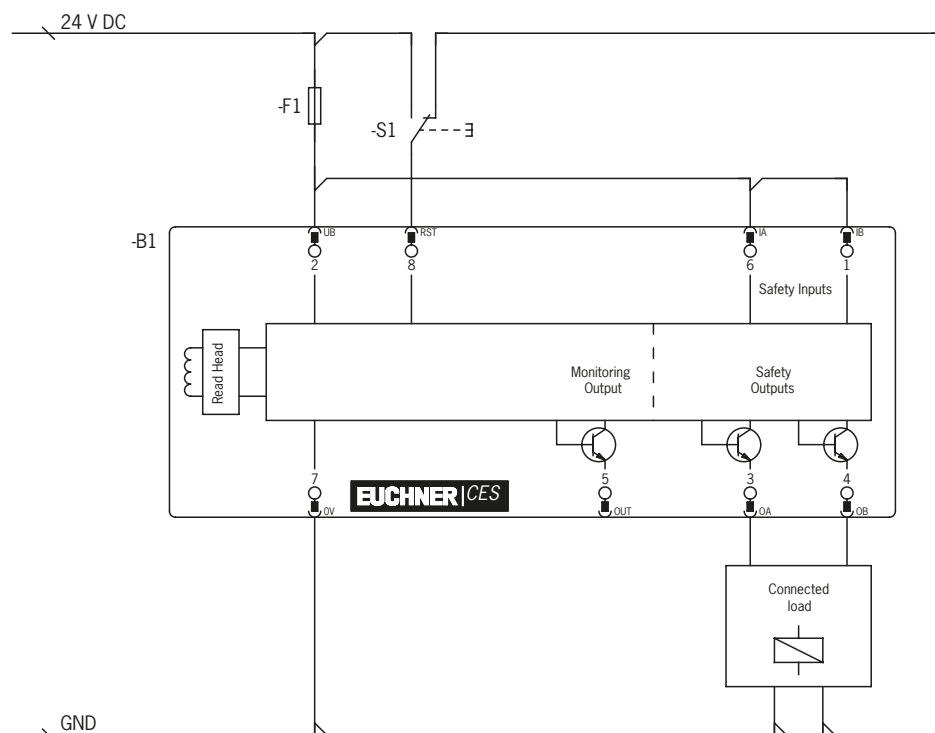 24 V DC
-F1
-S1
-B1
UB
RST
IA
IB
2
8
6
1
Safety Inputs
Read Head
Monitoring
Output
Safety
Outputs
7
5
3
4
EUCHNER CES
0V
OUT
OA
OB
Connected
load
GND